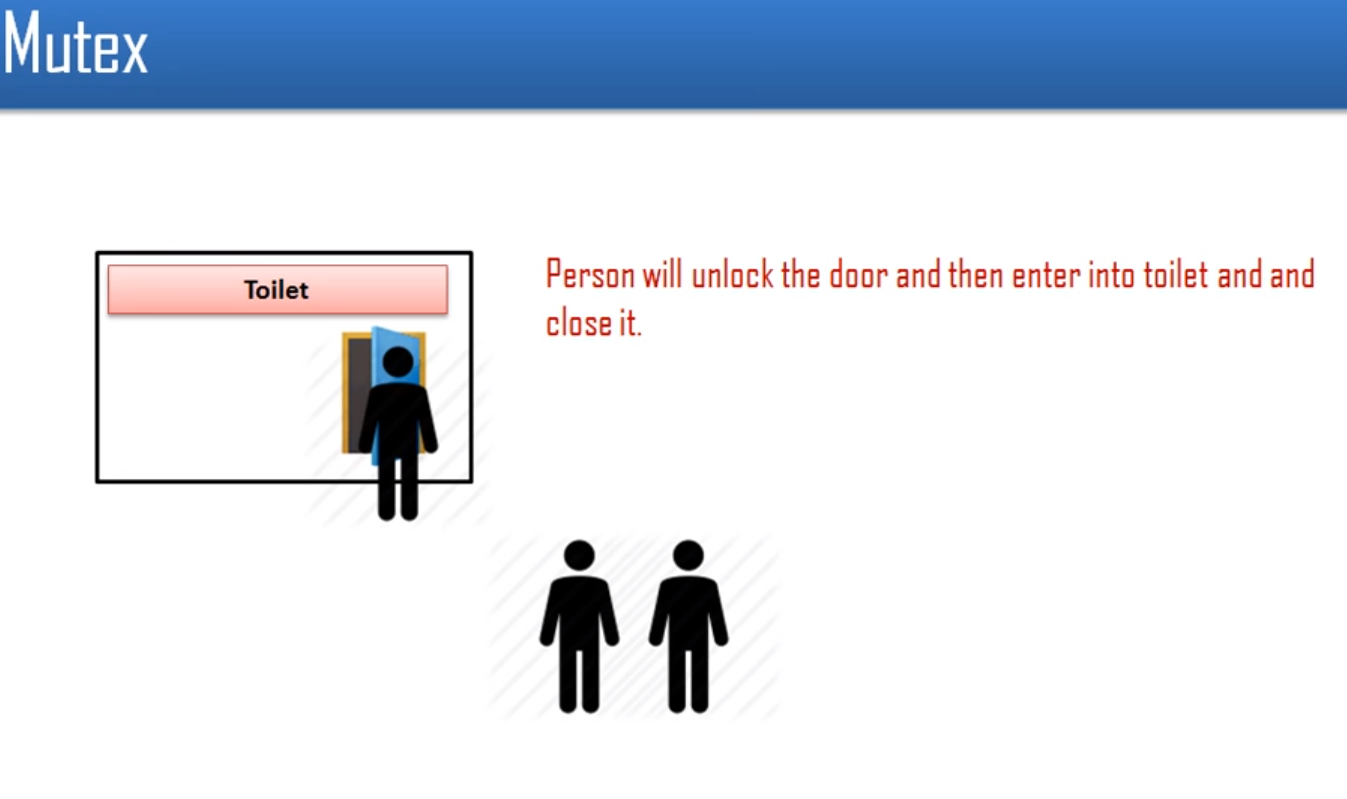 Mutex
Toilet
Person will unlock the door and then enter into toilet and and
close it.